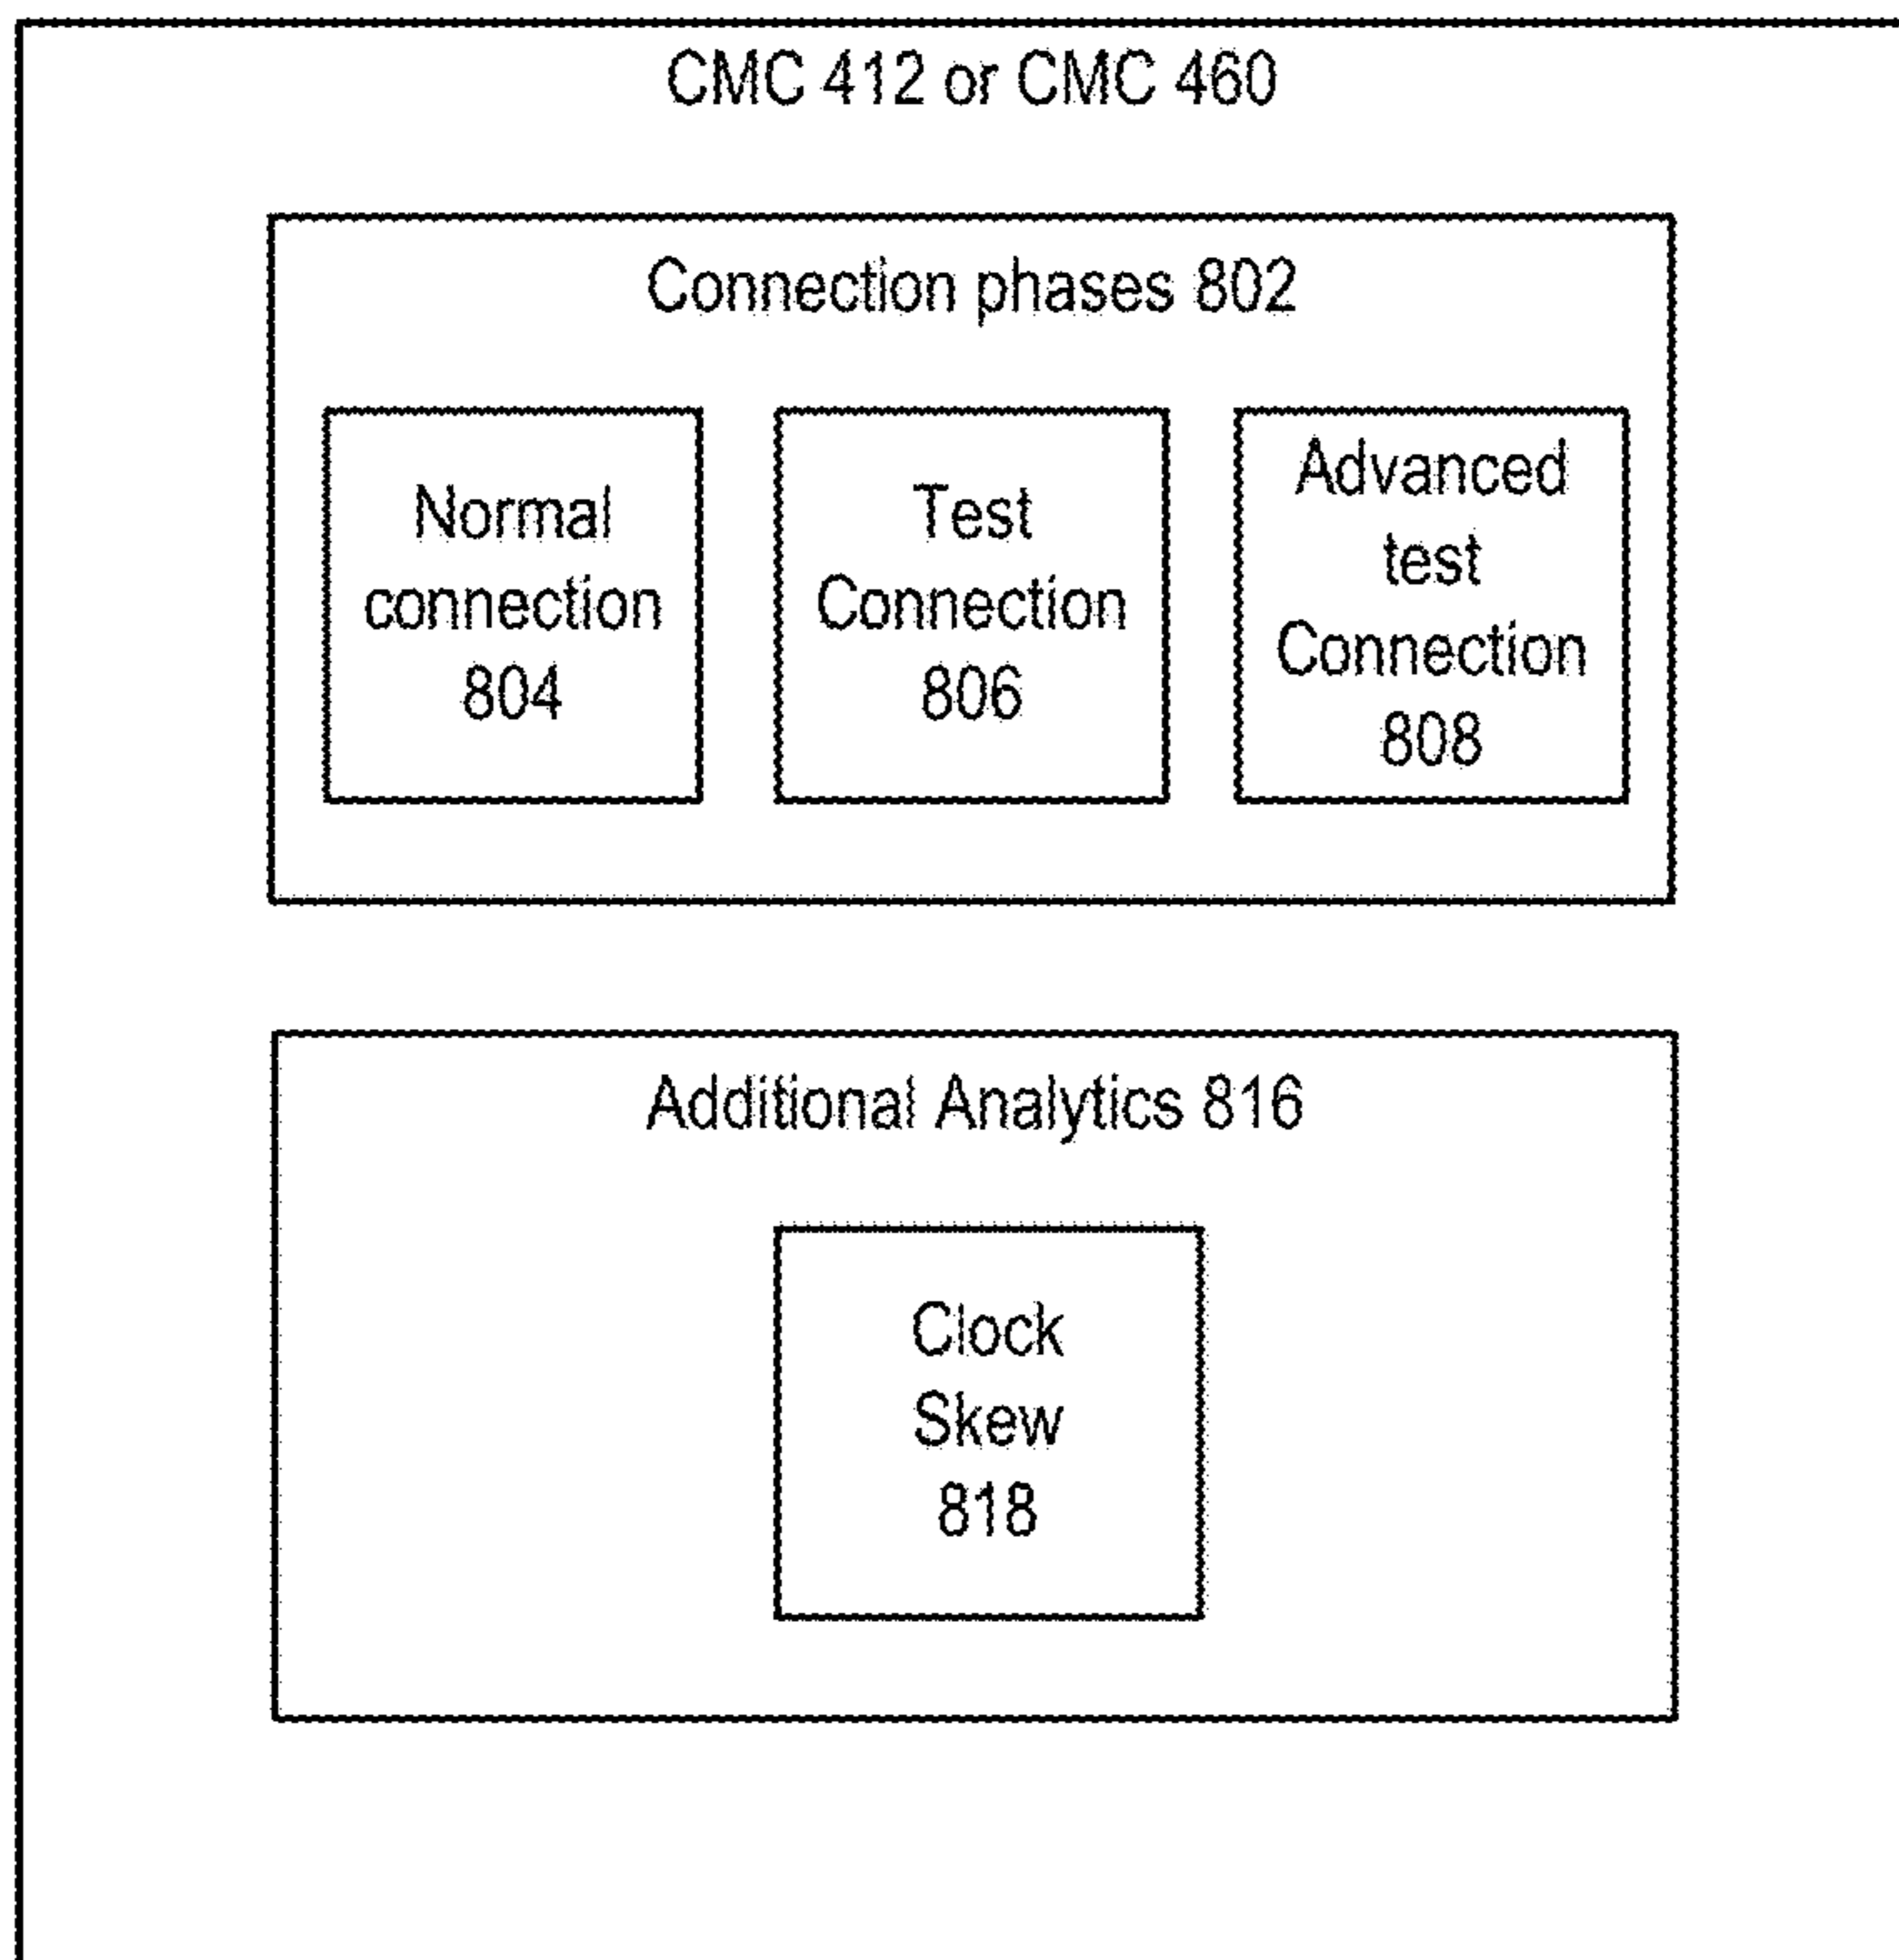 CMC 412 or CMC 460
Connection phases 802
Normal
connection
804
Test
Connection
806
Advanced
test
Connection
808
Additional Analytics 816
Clock
Skew
818